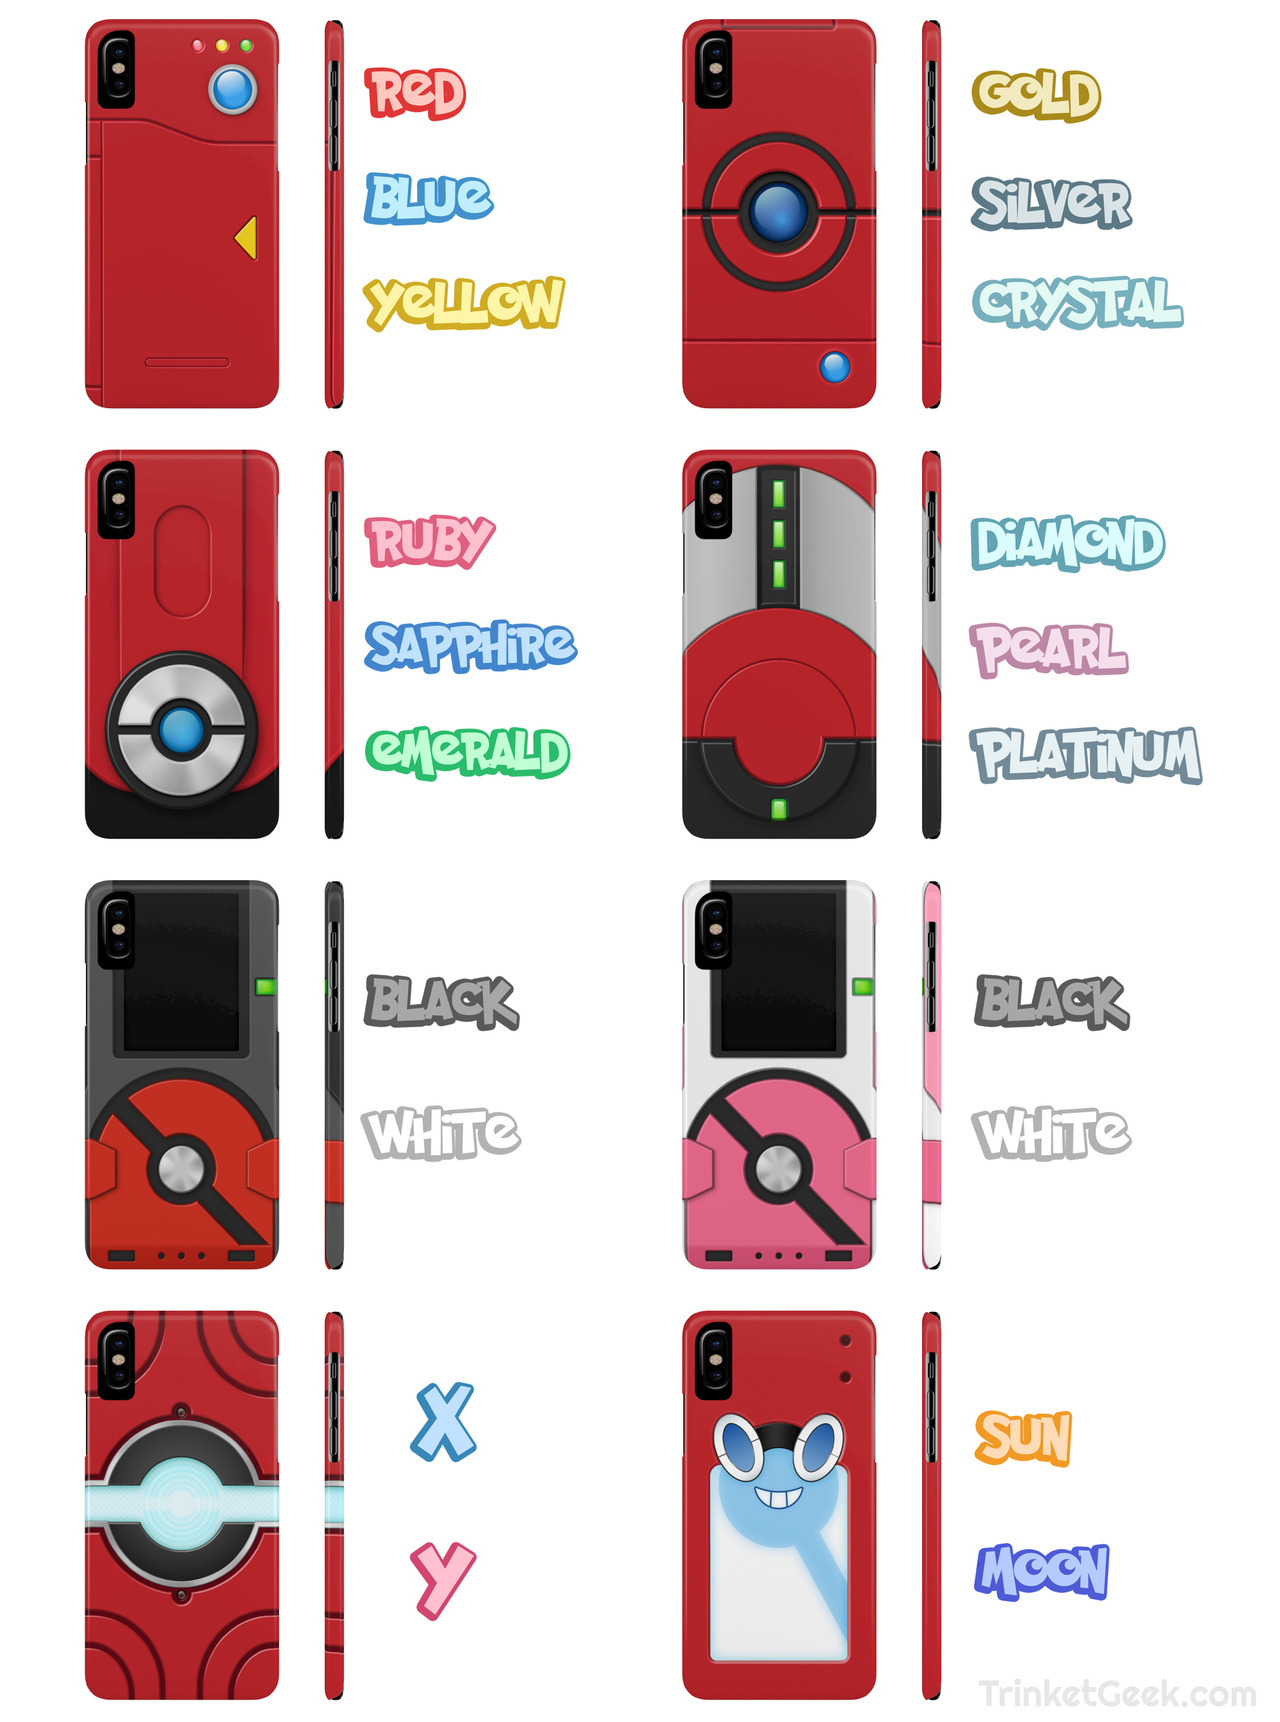 RED
BLUE
YELLOW
GOLD
SILVER
CRYSTAL
RUBY
SAPPHIRE
EMERALD
DIAMOND
PEARL
PLATINUM
BLACK
WHITE
BLACK
WHITE
X
Y
SUN
MOON
TrinketGeek.com